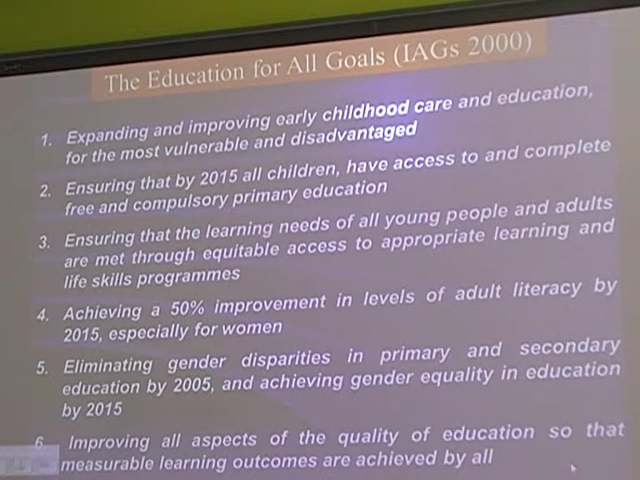 The Education for All Goals (IAGs 2000)
1. Expanding and improving early childhood care and education,
for the most vulnerable and disadvantaged
2. Ensuring that by 2015 all children, have access to and complete
free and compulsory primary education
3. Ensuring that the learning needs of all young people and adults
are met through equitable access to appropriate learning and
life skills programmes
4. Achieving a 50% improvement in levels of adult literacy by
2015, especially for women
5. Eliminating gender disparities in primary and secondary
education by 2005, and achieving gender equality in education
by 2015
6. Improving all aspects of the quality of education so that
measurable learning outcomes are achieved by all